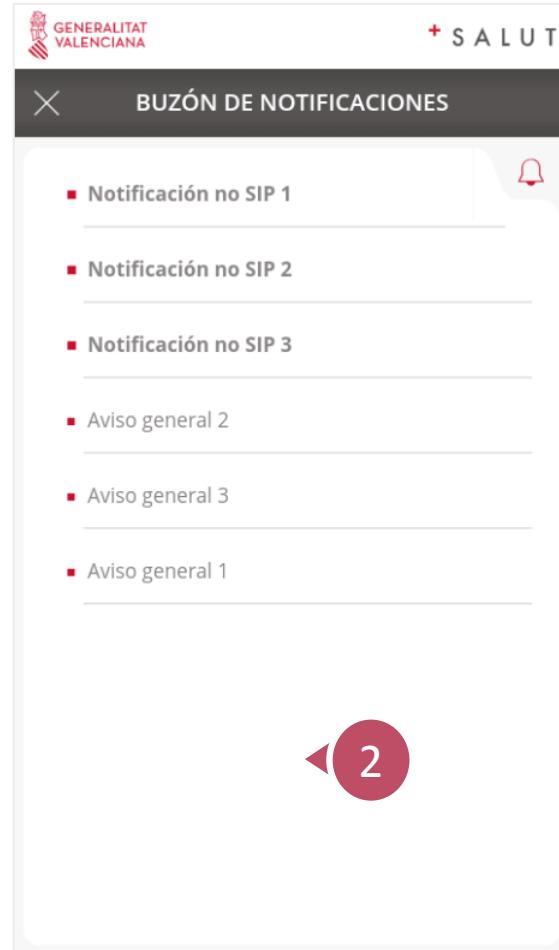 GENERALITAT
VALENCIANA
+ SALUT
BUZÓN DE NOTIFICACIONES
Notificación no SIP 1
Notificación no SIP 2
Notificación no SIP 3
Aviso general 2
Aviso general 3
Aviso general 1
2